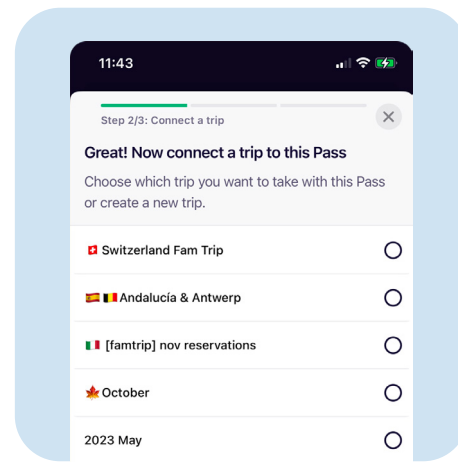 11:43
Step 2/3: Connect a trip
Great! Now connect a trip to this Pass
Choose which trip you want to take with this Pass
or create a new trip.
🇨🇭 Switzerland Fam Trip
🇪🇸🇧🇪 Andalucía & Antwerp
🇮🇹 [famtrip] nov reservations
🍁 October
2023 May